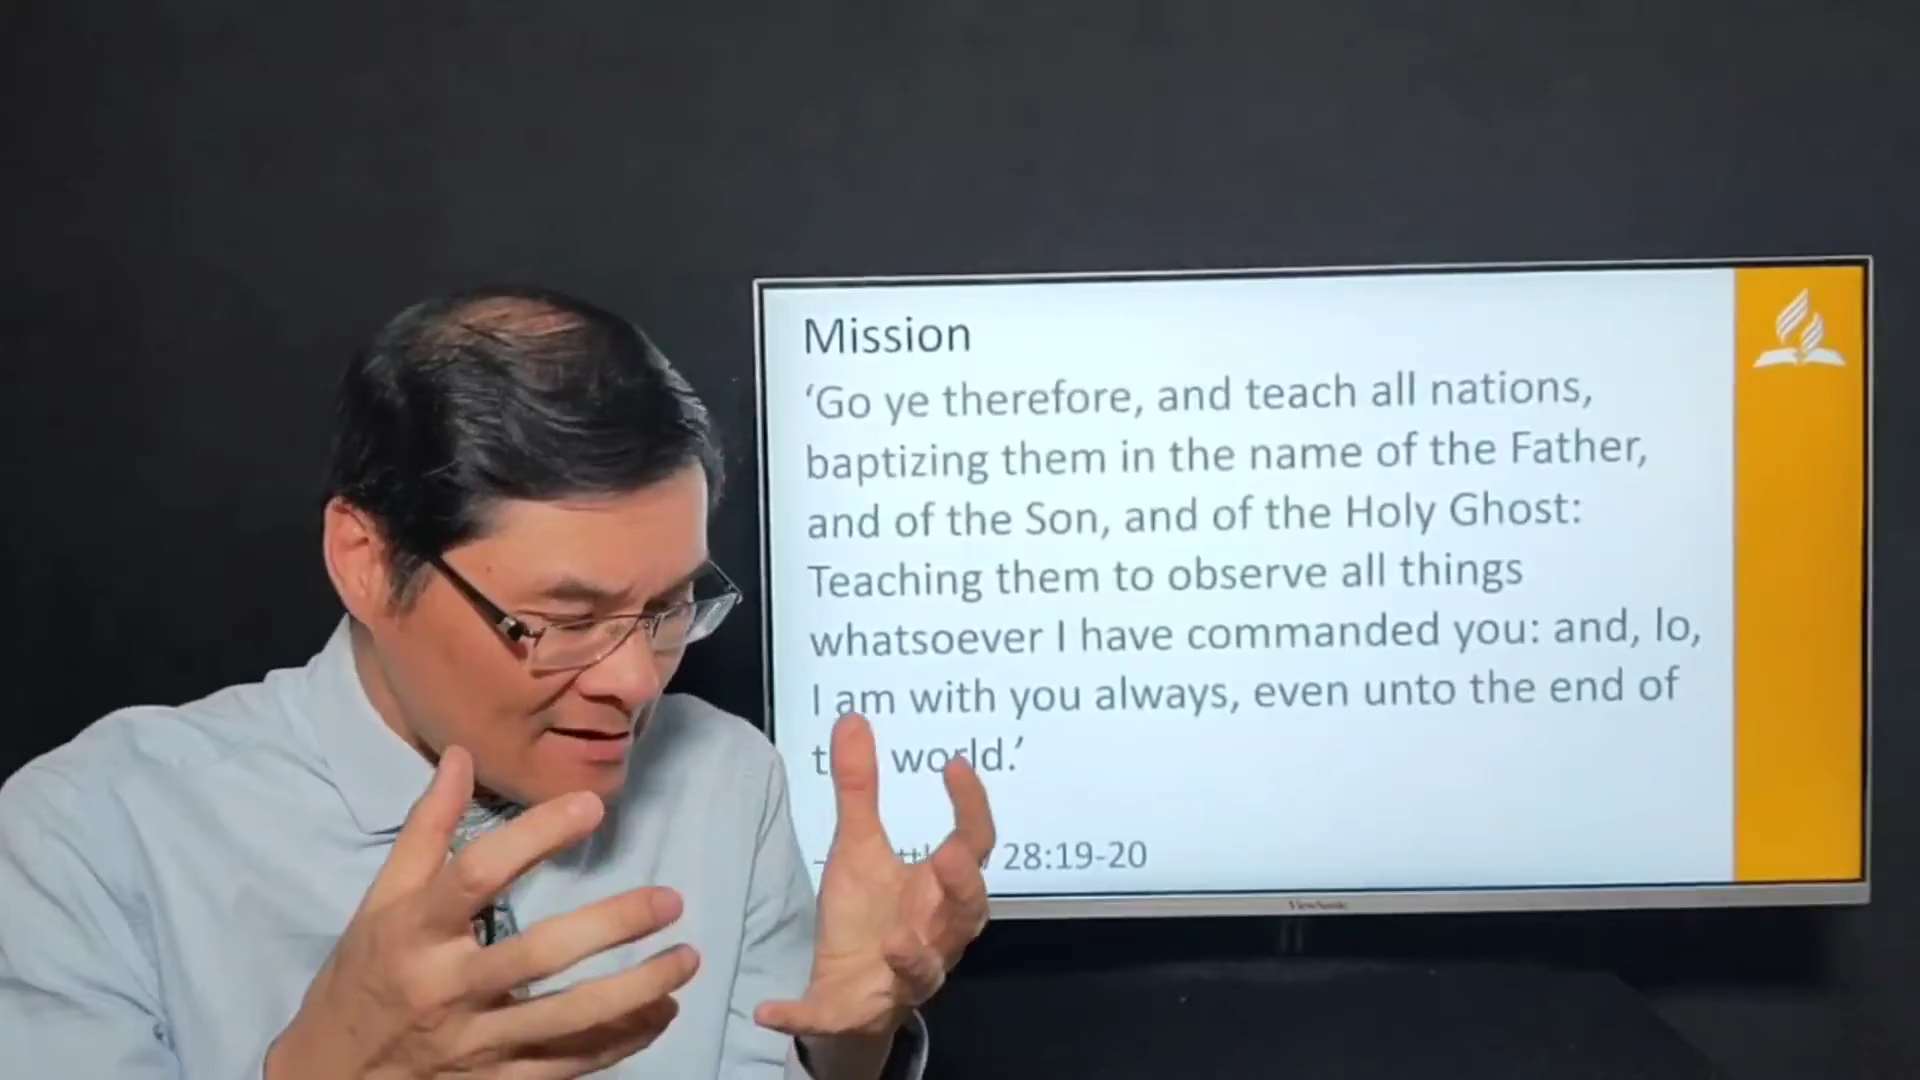 Mission
‘Go ye therefore, and teach all nations,
baptizing them in the name of the Father,
and of the Son, and of the Holy Ghost:
Teaching them to observe all things
whatsoever I have commanded you: and, lo,
I am with you always, even unto the end of
world.’
28:19-20
ViewSonic